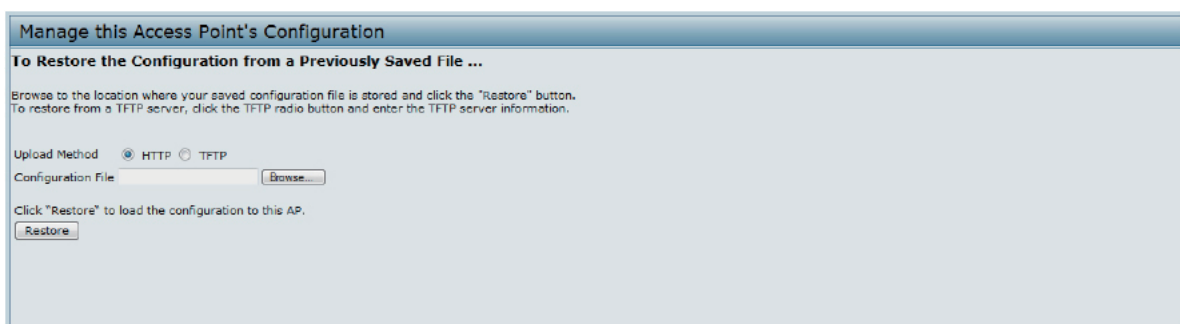 Manage this Access Point's Configuration
To Restore the Configuration from a Previously Saved File ...
Browse to the location where your saved configuration file is stored and click the "Restore" button.
To restore from a TFTP server, click the TFTP radio button and enter the TFTP server information.
Upload Method HTTP TFTP
Configuration File Browse...
Click "Restore" to load the configuration to this AP.
Restore